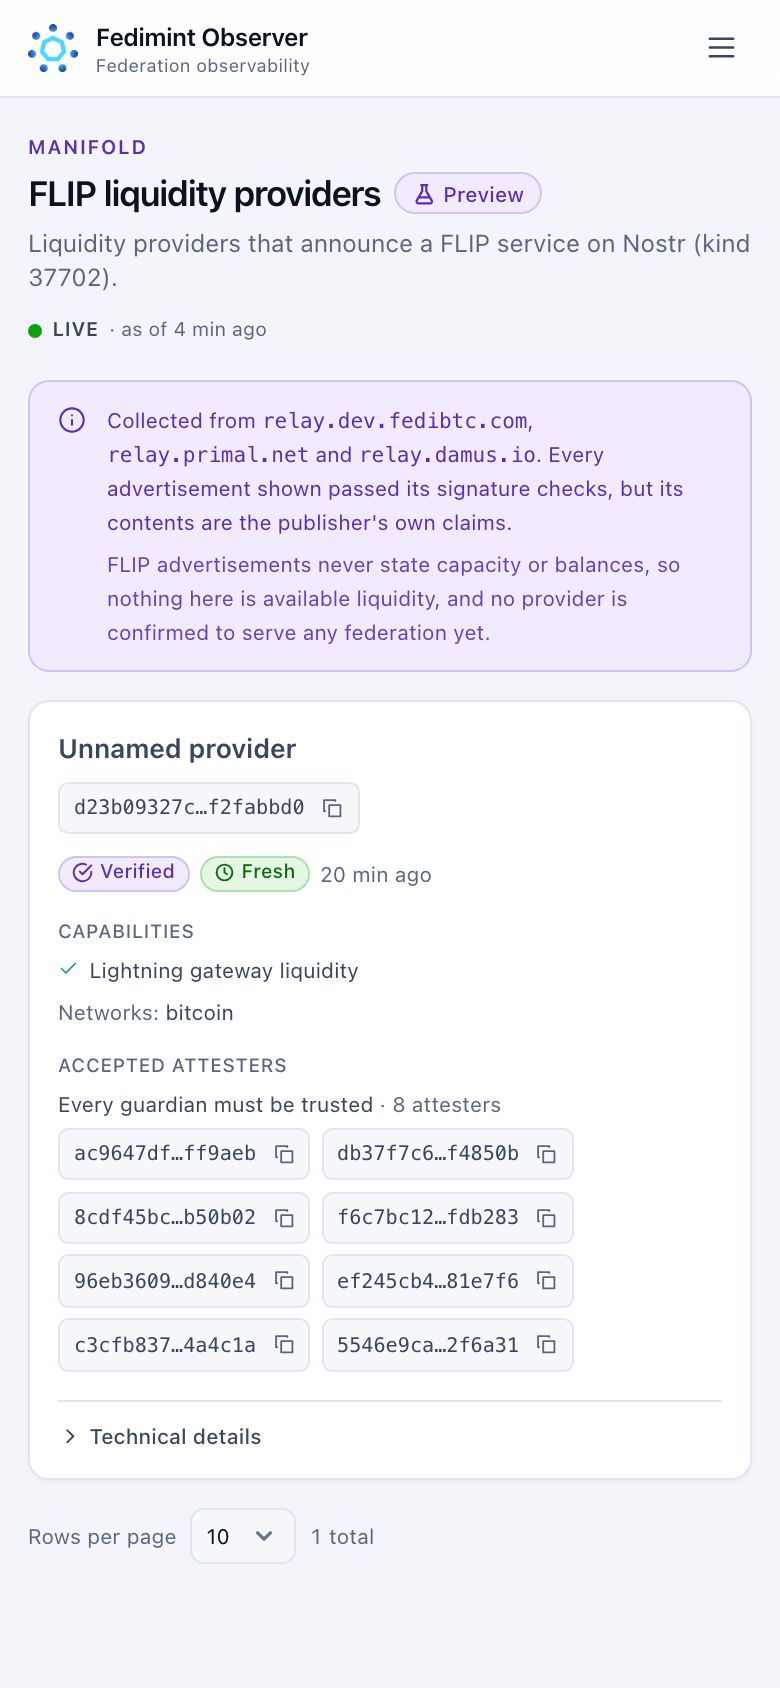 Fedimint Observer
Federation observability
MANIFOLD
FLIP liquidity providers
Preview
Liquidity providers that announce a FLIP service on Nostr (kind
37702).
LIVE · as of 4 min ago
Collected from relay.dev.fedibtc.com,
relay.primal.net and relay.damus.io. Every
advertisement shown passed its signature checks, but its
contents are the publisher's own claims.
FLIP advertisements never state capacity or balances, so
nothing here is available liquidity, and no provider is
confirmed to serve any federation yet.
Unnamed provider
d23b09327c…f2fabbd0
Verified Fresh 20 min ago
CAPABILITIES
Lightning gateway liquidity
Networks: bitcoin
ACCEPTED ATTESTERS
Every guardian must be trusted · 8 attesters
ac9647df…ff9aeb db37f7c6…f4850b
8cdf45bc…b50b02 f6c7bc12…fdb283
96eb3609…d840e4 ef245cb4…81e7f6
c3cfb837…4a4c1a 5546e9ca…2f6a31
Technical details
Rows per page 10 1 total